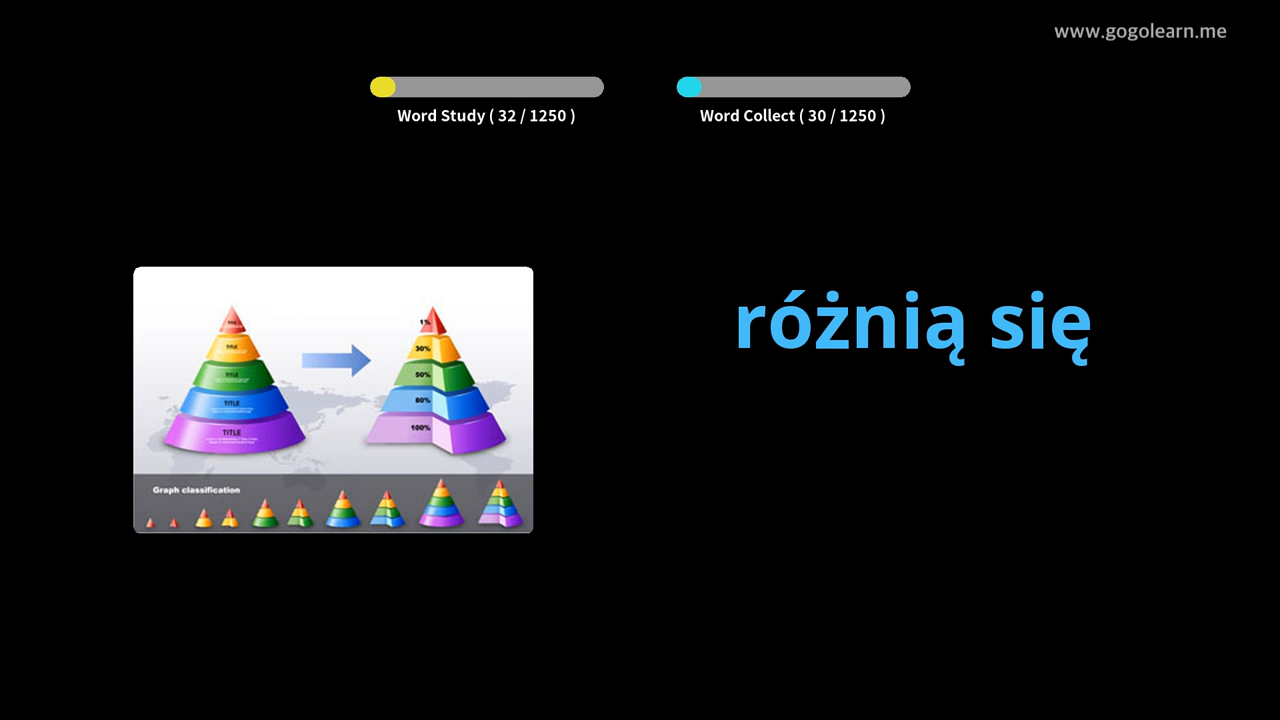 www.gogolearn.me
Word Study ( 32 / 1250 )
Word Collect ( 30 / 1250 )
różnią się
TITLE
TITLE
TITLE
TITLE
1%
30%
50%
80%
100%
Graph classification